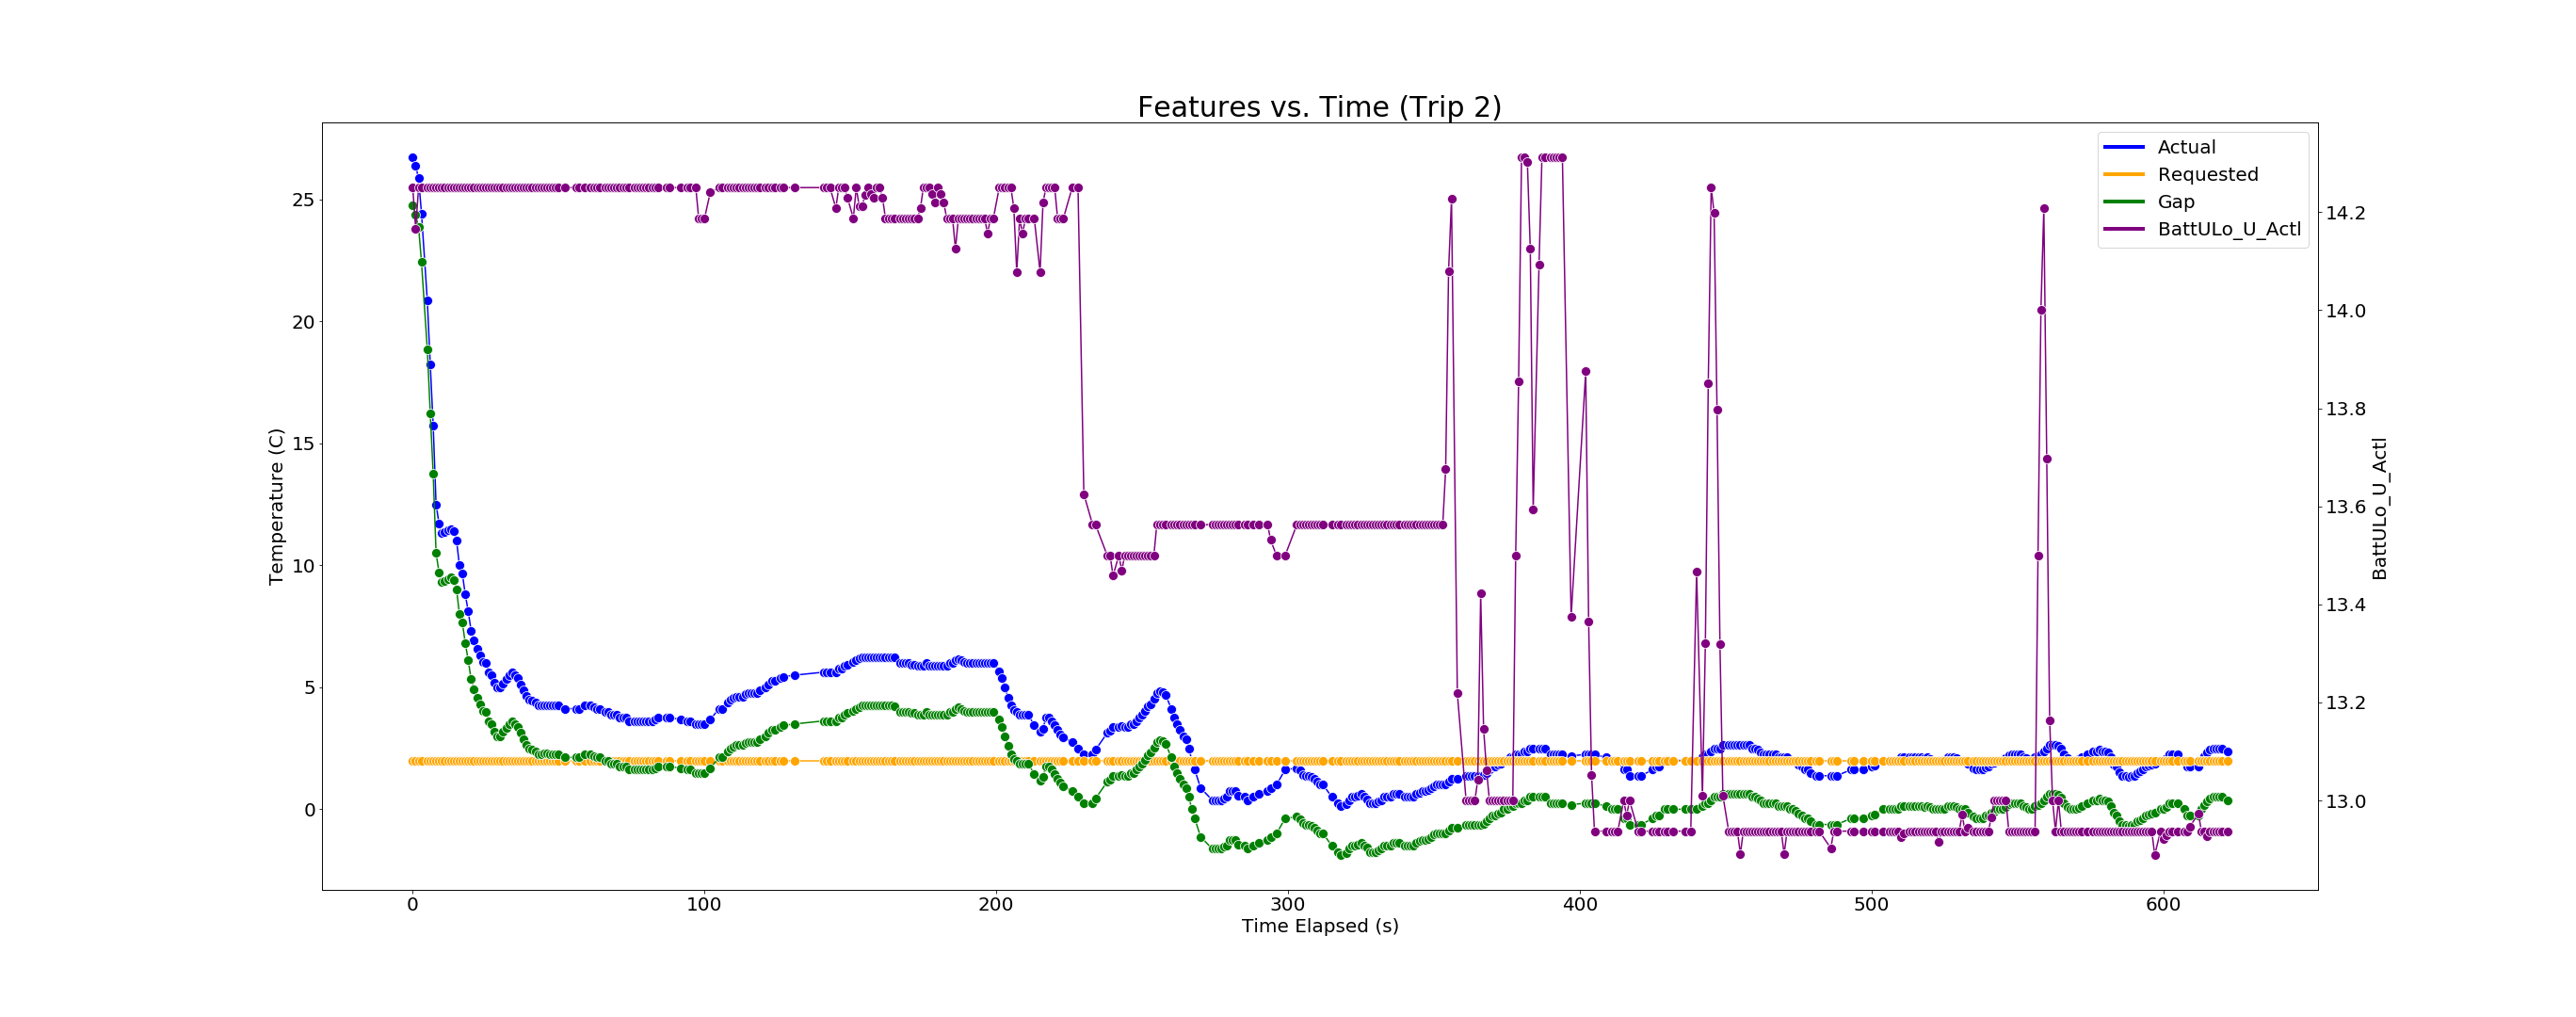 Features vs. Time (Trip 2)
Actual
Requested
Gap
BattULo_U_Actl
25
20
15
10
5
0
Temperature (C)
14.2
14.0
13.8
13.6
13.4
13.2
13.0
BattULo_U_Actl
0 100 200 300 400 500 600
Time Elapsed (s)